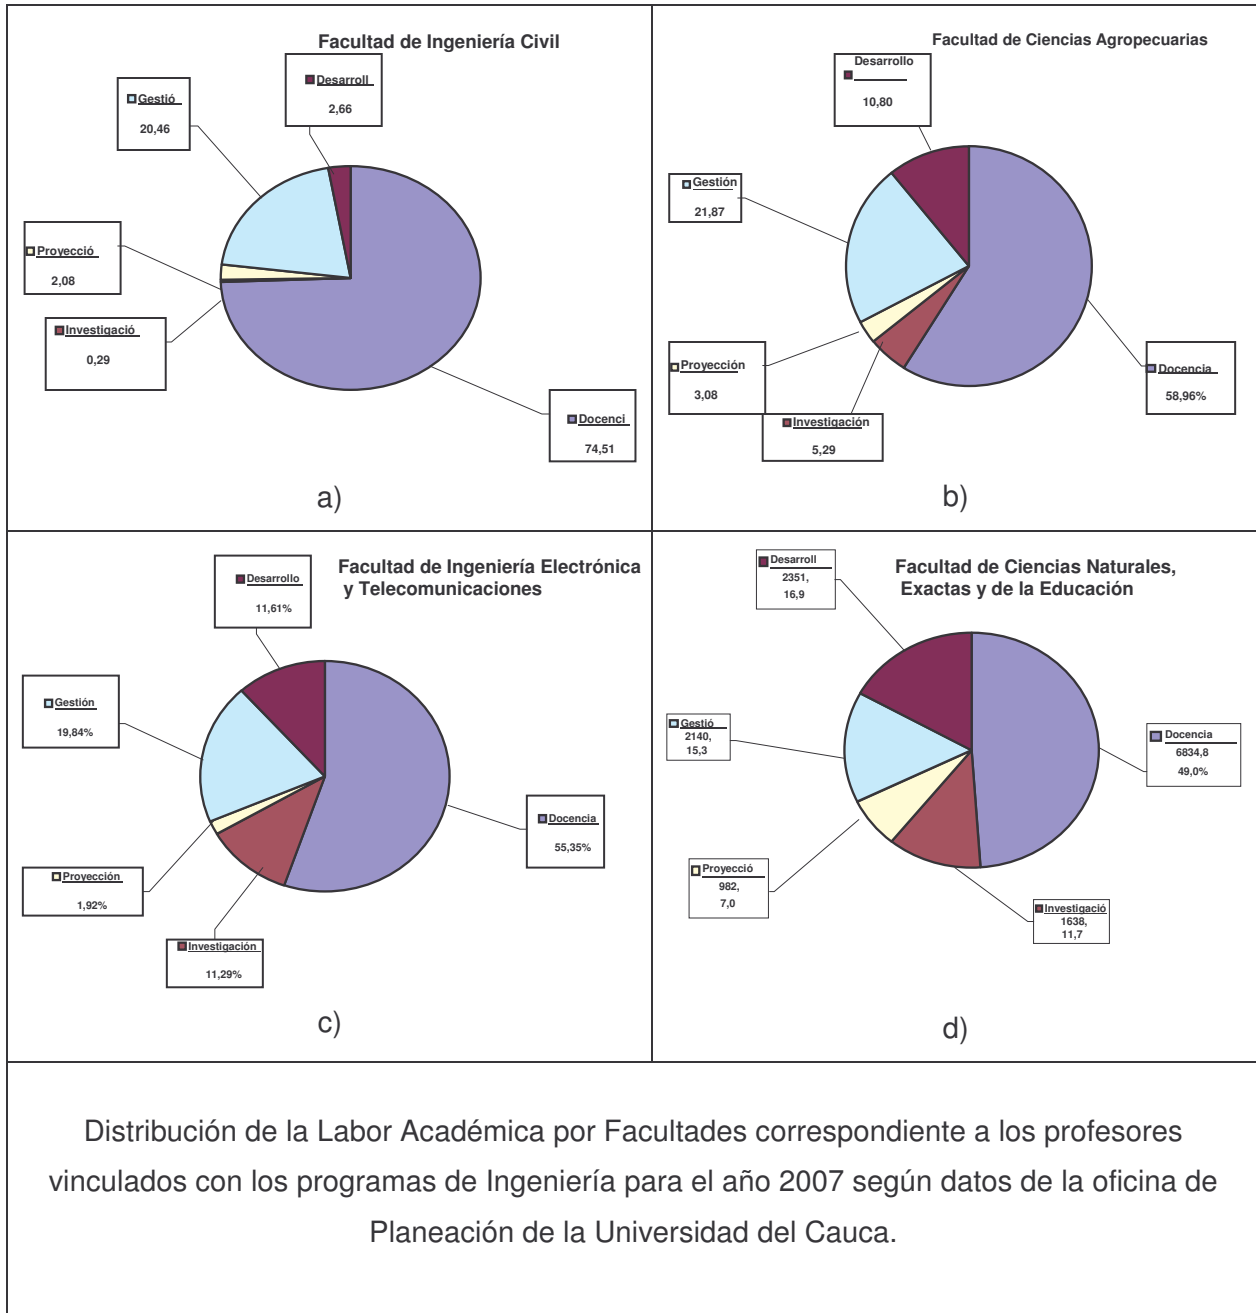 Facultad de Ingeniería Civil
Desarroll
2,66
Gestió
20,46
Proyecció
2,08
Investigació
0,29
Docenci
74,51
a)
Facultad de Ciencias Agropecuarias
Desarrollo
10,80
Gestión
21,87
Proyección
3,08
Investigación
5,29
Docencia
58,96%
b)
Facultad de Ingeniería Electrónica
y Telecomunicaciones
Desarrollo
11,61%
Gestión
19,84%
Proyección
1,92%
Investigación
11,29%
Docencia
55,35%
c)
Facultad de Ciencias Naturales,
Exactas y de la Educación
Desarroll
2351,
16,9
Gestió
2140,
15,3
Proyecció
982,
7,0
Investigació
1638,
11,7
Docencia
6834,8
49,0%
d)
Distribución de la Labor Académica por Facultades correspondiente a los profesores
vinculados con los programas de Ingeniería para el año 2007 según datos de la oficina de
Planeación de la Universidad del Cauca.